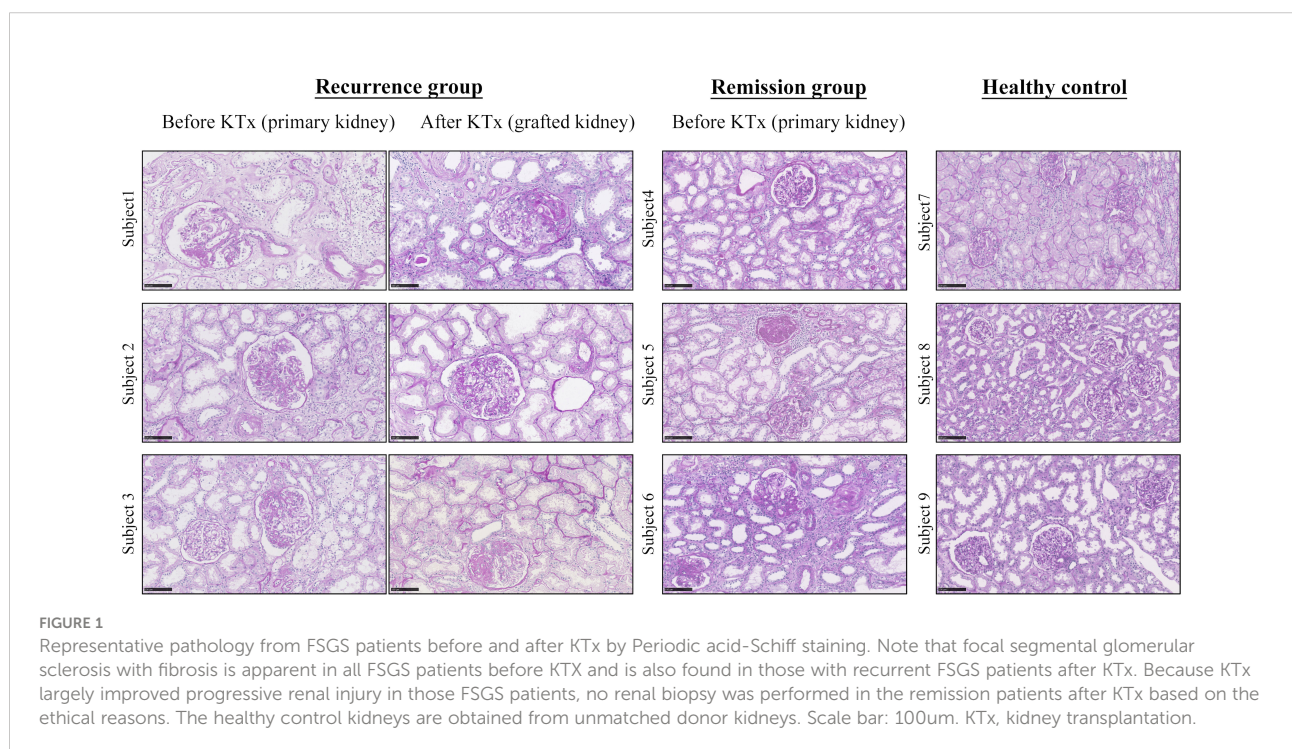 Recurrence group
Remission group
Healthy control
Before KTx (primary kidney)
After KTx (grafted kidney)
Before KTx (primary kidney)
Subject1
Subject4
Subject7
Subject 2
Subject 5
Subject 8
Subject 3
Subject 6
Subject 9
FIGURE 1
Representative pathology from FSGS patients before and after KTx by Periodic acid-Schiff staining. Note that focal segmental glomerular
sclerosis with fibrosis is apparent in all FSGS patients before KTX and is also found in those with recurrent FSGS patients after KTx. Because KTx
largely improved progressive renal injury in those FSGS patients, no renal biopsy was performed in the remission patients after KTx based on the
ethical reasons. The healthy control kidneys are obtained from unmatched donor kidneys. Scale bar: 100um. KTx, kidney transplantation.